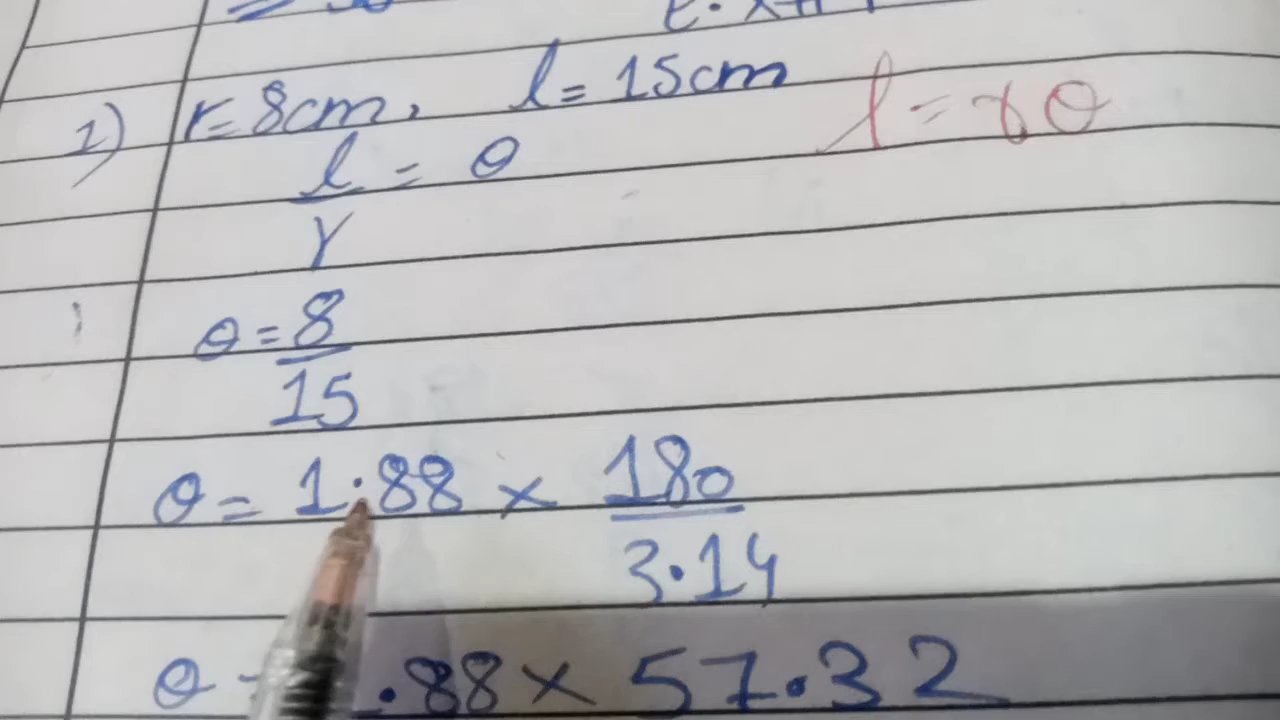 1) r = 8cm, l = 15cm l = rθ
l/r = θ
θ = 8/15
θ = 1.88 × 180/3.14
θ .88 × 57.32